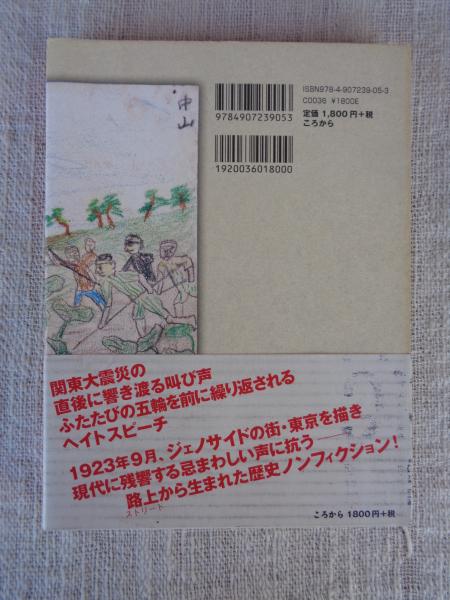 中山
ISBN978-4-907239-05-3
C0036 ¥1800E
定価 1,800円+税
ころから
9784907239053
1920036018000
関東大震災の
直後に響き渡る叫び声
ふたたびの五輪を前に繰り返される
ヘイトスピーチ
1923年9月、ジェノサイドの街・東京を描き
現代に残響する忌まわしい声に抗う――
路上から生まれた歴史ノンフィクション!
ストリート
ころから 1800円+税